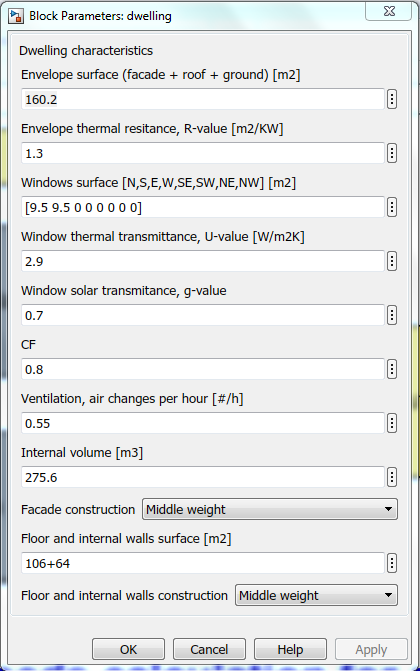 Block Parameters: dwelling
Dwelling characteristics
Envelope surface (facade + roof + ground) [m2]
160.2
Envelope thermal resitance, R-value [m2/KW]
1.3
Windows surface [N,S,E,W,SE,SW,NE,NW] [m2]
[9.5 9.5 0 0 0 0 0 0]
Window thermal transmittance, U-value [W/m2K]
2.9
Window solar transmitance, g-value
0.7
CF
0.8
Ventilation, air changes per hour [#/h]
0.55
Internal volume [m3]
275.6
Facade construction Middle weight
Floor and internal walls surface [m2]
106+64
Floor and internal walls construction Middle weight
OK Cancel Help Apply